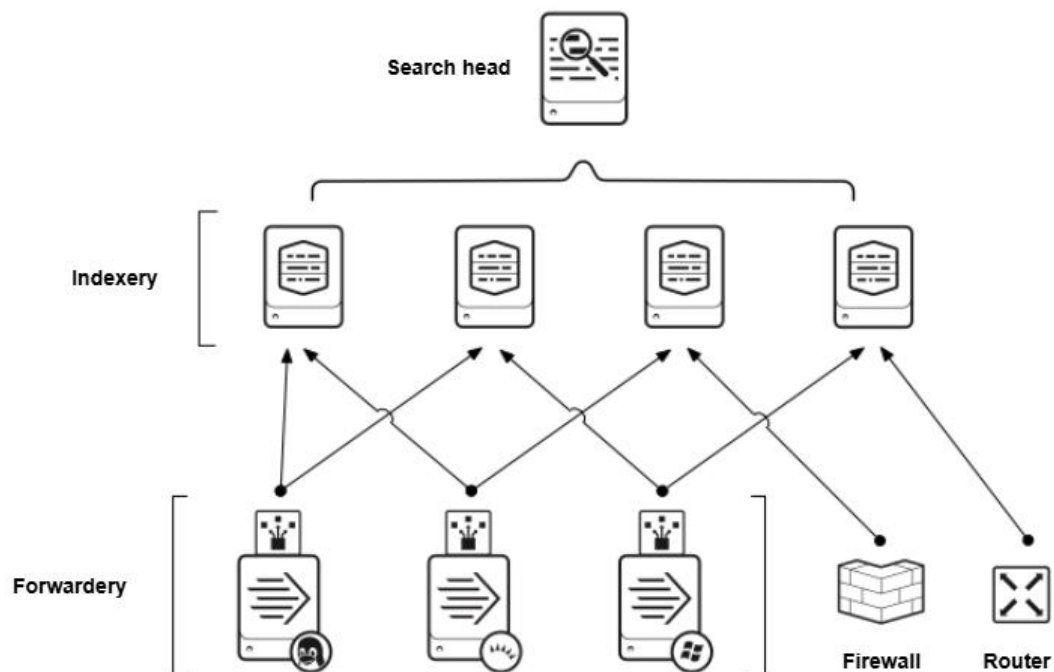 Search head
Indexery
Forwardery
Firewall
Router